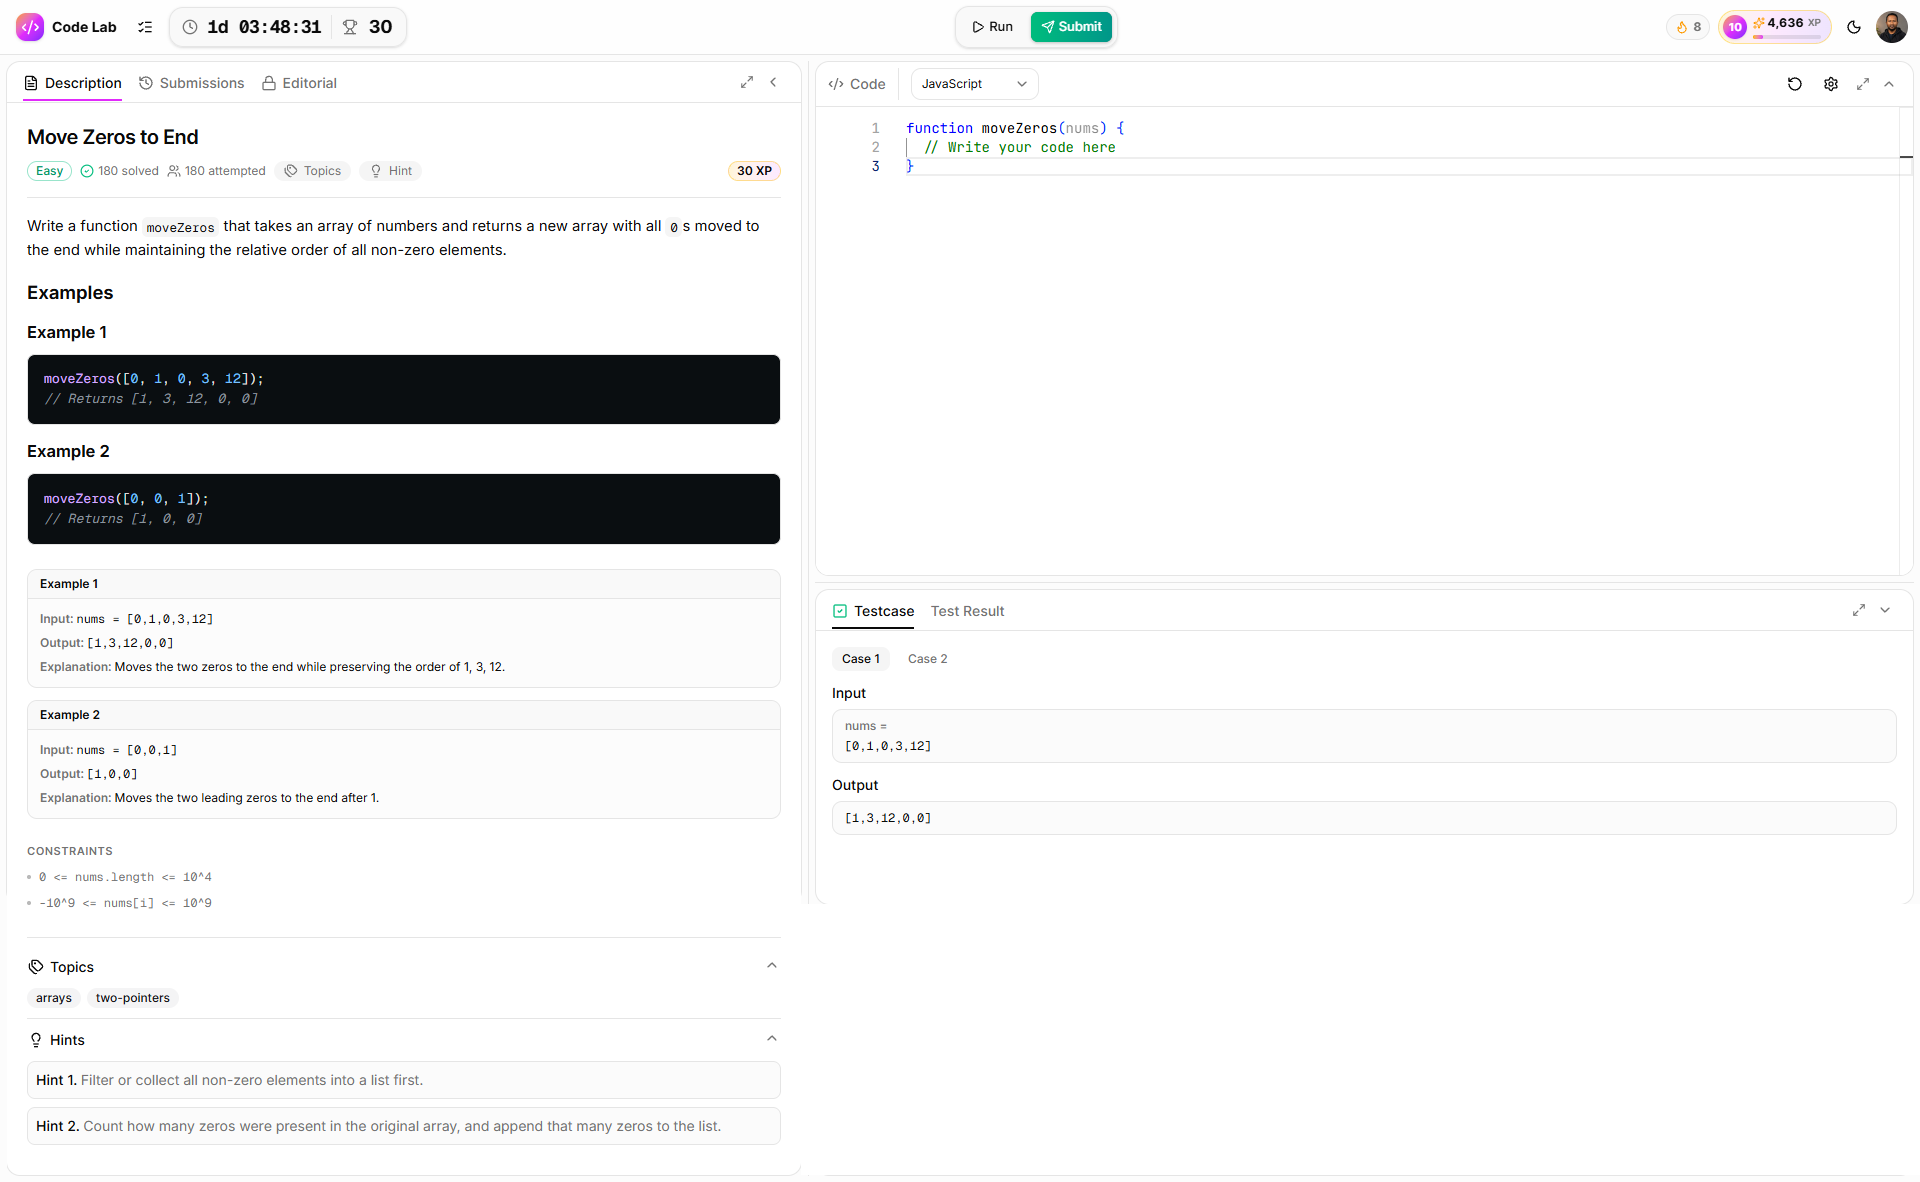 Code Lab
1d 03:48:31
30
Run
Submit
8
10
4,636 XP
Description
Submissions
Editorial
Move Zeros to End
Easy
180 solved
180 attempted
Topics
Hint
30 XP
Write a function moveZeros that takes an array of numbers and returns a new array with all 0 s moved to
the end while maintaining the relative order of all non-zero elements.
Examples
Example 1
moveZeros([0, 1, 0, 3, 12]);
// Returns [1, 3, 12, 0, 0]
Example 2
moveZeros([0, 0, 1]);
// Returns [1, 0, 0]
Example 1
Input: nums = [0,1,0,3,12]
Output: [1,3,12,0,0]
Explanation: Moves the two zeros to the end while preserving the order of 1, 3, 12.
Example 2
Input: nums = [0,0,1]
Output: [1,0,0]
Explanation: Moves the two leading zeros to the end after 1.
CONSTRAINTS
0 <= nums.length <= 10^4
-10^9 <= nums[i] <= 10^9
Topics
arrays
two-pointers
Hints
Hint 1. Filter or collect all non-zero elements into a list first.
Hint 2. Count how many zeros were present in the original array, and append that many zeros to the list.
</> Code
JavaScript
1 function moveZeros(nums) {
2 // Write your code here
3 }
Testcase
Test Result
Case 1
Case 2
Input
nums =
[0,1,0,3,12]
Output
[1,3,12,0,0]